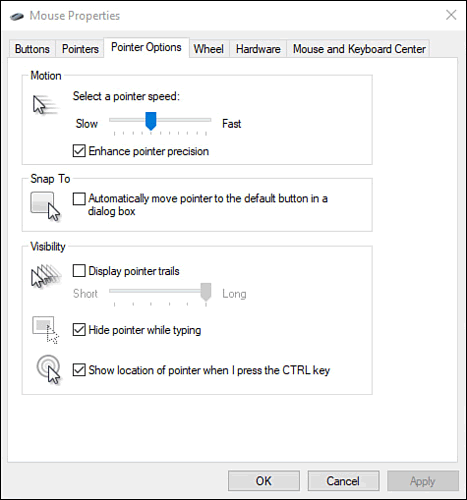 Mouse Properties
Buttons Pointers Pointer Options Wheel Hardware Mouse and Keyboard Center
Motion
Select a pointer speed:
Slow Fast
Enhance pointer precision
Snap To
Automatically move pointer to the default button in a
dialog box
Visibility
Display pointer trails
Short Long
Hide pointer while typing
Show location of pointer when I press the CTRL key
OK Cancel Apply